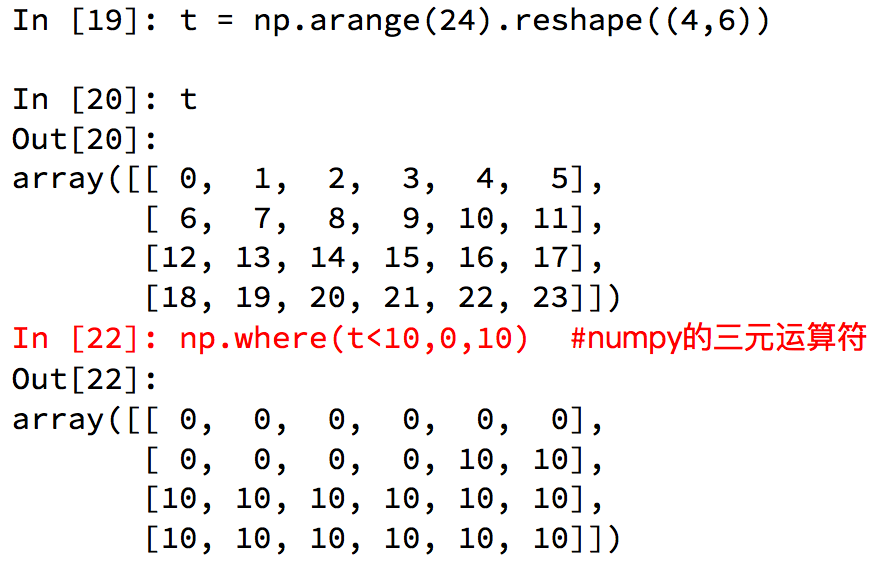 In [19]: t = np.arange(24).reshape((4,6))
In [20]: t
Out[20]:
array([[ 0,  1,  2,  3,  4,  5],
       [ 6,  7,  8,  9, 10, 11],
       [12, 13, 14, 15, 16, 17],
       [18, 19, 20, 21, 22, 23]])
In [22]: np.where(t<10,0,10)  #numpy的三元运算符
Out[22]:
array([[ 0,  0,  0,  0,  0,  0],
       [ 0,  0,  0,  0, 10, 10],
       [10, 10, 10, 10, 10, 10],
       [10, 10, 10, 10, 10, 10]])